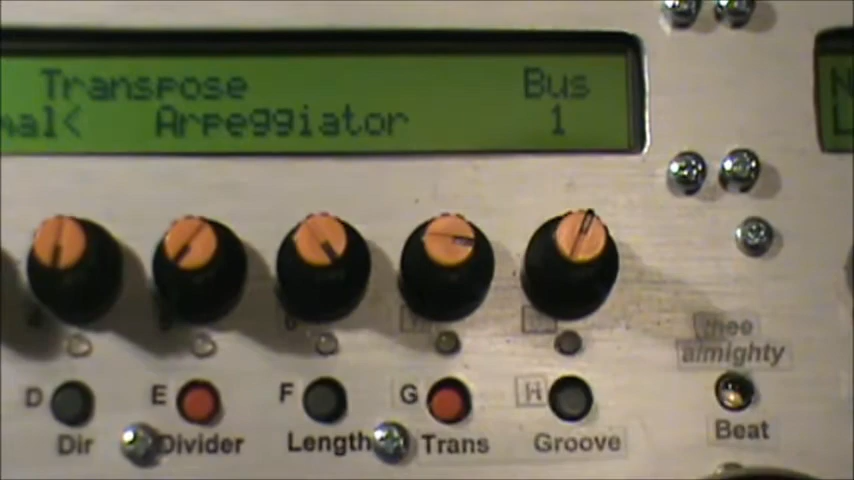 Transpose Bus
mal< Arpeggiator 1
thee
almighty
D E F G H
Dir Divider Length Trans Groove Beat